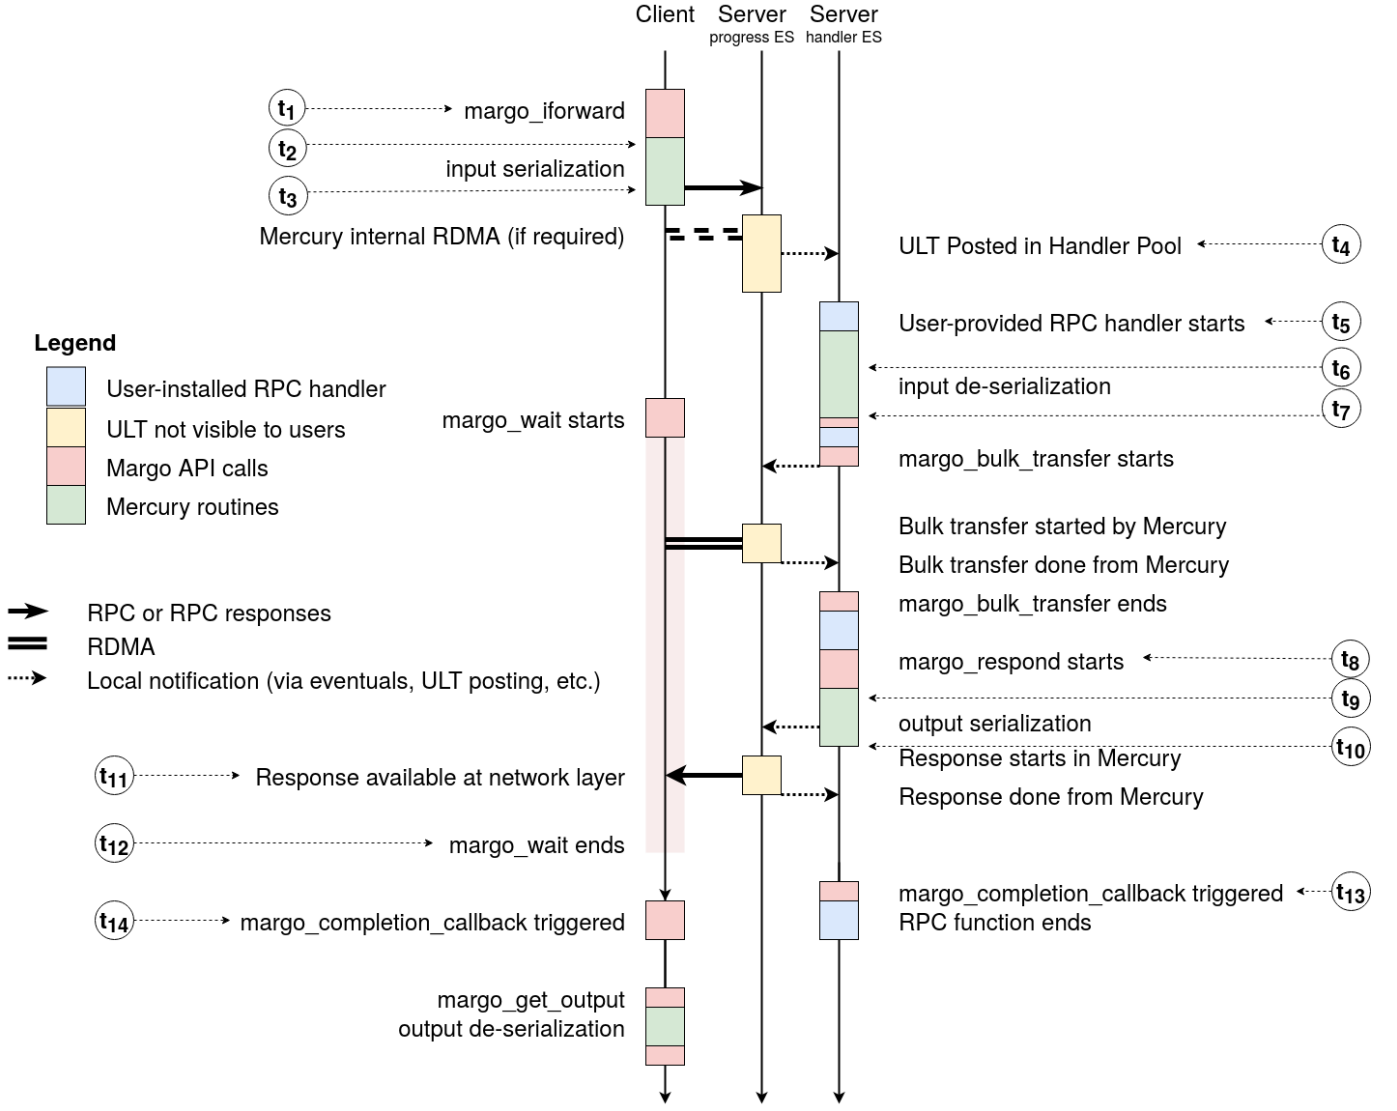 Client
Server
progress ES
Server
handler ES
t1
margo_iforward
t2
input serialization
t3
Mercury internal RDMA (if required)
ULT Posted in Handler Pool
t4
User-provided RPC handler starts
t5
t6
input de-serialization
t7
Legend
User-installed RPC handler
ULT not visible to users
Margo API calls
Mercury routines
margo_wait starts
margo_bulk_transfer starts
Bulk transfer started by Mercury
Bulk transfer done from Mercury
margo_bulk_transfer ends
RPC or RPC responses
RDMA
Local notification (via eventuals, ULT posting, etc.)
margo_respond starts
t8
t9
output serialization
t10
Response starts in Mercury
t11
Response available at network layer
Response done from Mercury
t12
margo_wait ends
margo_completion_callback triggered
t13
RPC function ends
t14
margo_completion_callback triggered
margo_get_output
output de-serialization